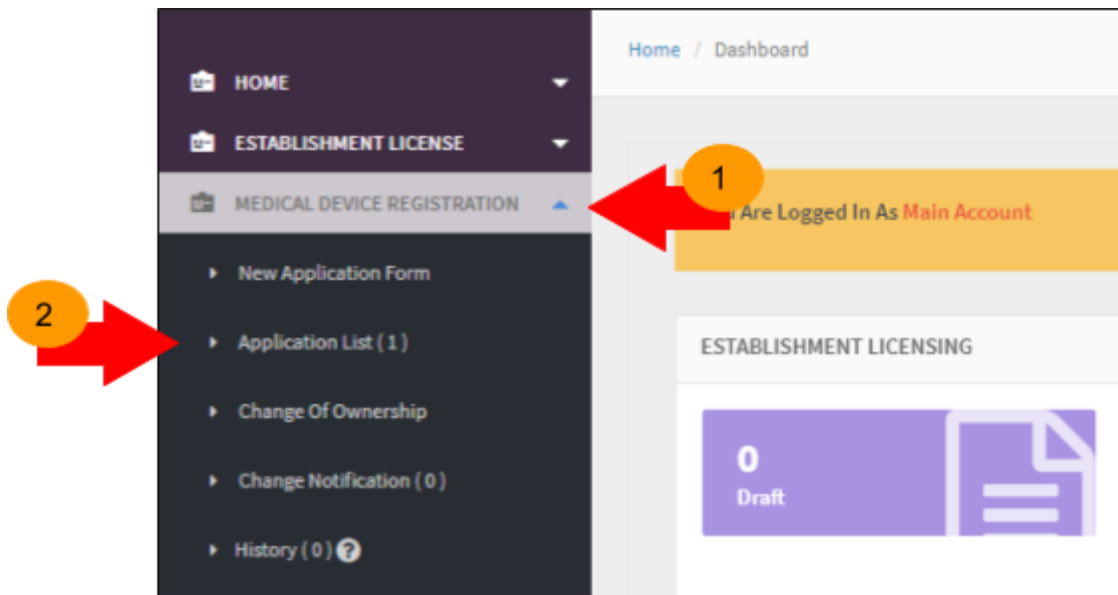 HOME
ESTABLISHMENT LICENSE
MEDICAL DEVICE REGISTRATION
1
New Application Form
2
Application List ( 1 )
Change Of Ownership
Change Notification ( 0 )
History ( 0 ) ?
Home / Dashboard
Are Logged In As Main Account
ESTABLISHMENT LICENSING
0
Draft